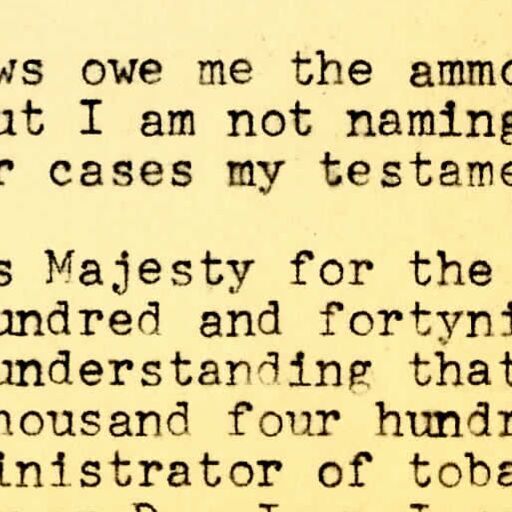 ws owe me the ammo
ut I am not naming
r cases my testame
s Majesty for the
undred and fortyni
understanding that
housand four hundr
inistrator of toba